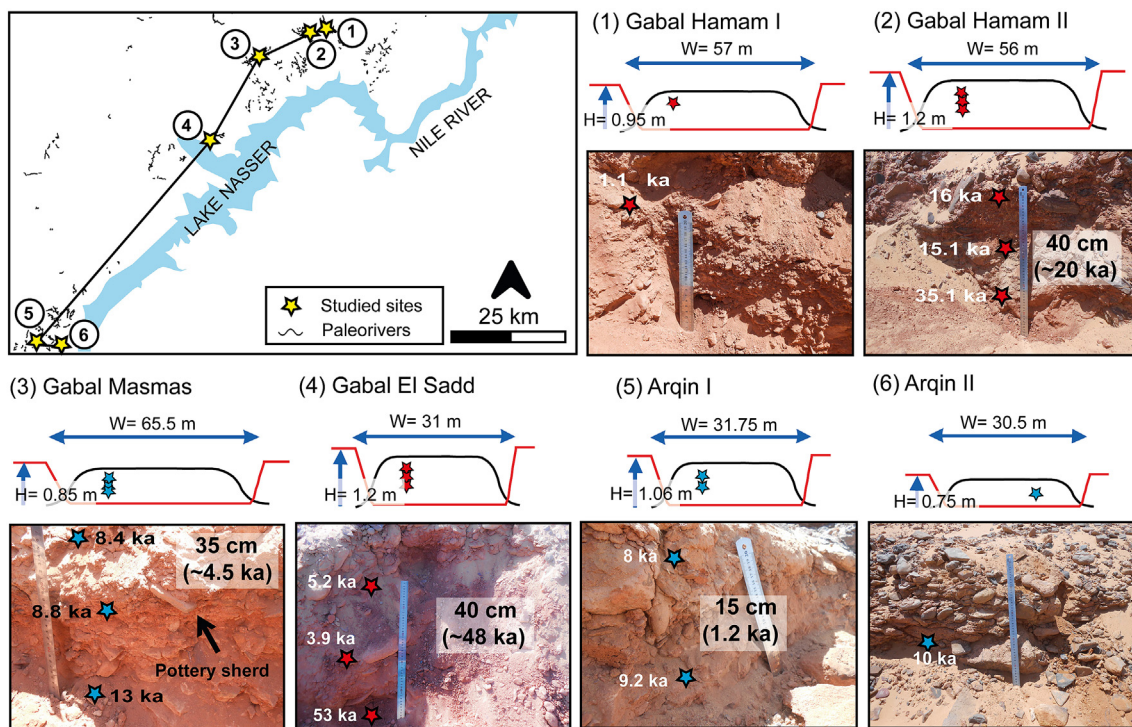 1
2
3
4
5
6
LAKE NASSER
NILE RIVER
Studied sites
Paleorivers
25 km
(1) Gabal Hamam I
W= 57 m
H= 0.95 m
1.1 ka
(2) Gabal Hamam II
W= 56 m
H= 1.2 m
16 ka
15.1 ka
35.1 ka
40 cm
(~20 ka)
(3) Gabal Masmas
W= 65.5 m
H= 0.85 m
8.4 ka
8.8 ka
13 ka
35 cm
(~4.5 ka)
Pottery sherd
(4) Gabal El Sadd
W= 31 m
H= 1.2 m
5.2 ka
3.9 ka
53 ka
40 cm
(~48 ka)
(5) Arqin I
W= 31.75 m
H= 1.06 m
8 ka
9.2 ka
15 cm
(1.2 ka)
(6) Arqin II
W= 30.5 m
H= 0.75 m
10 ka